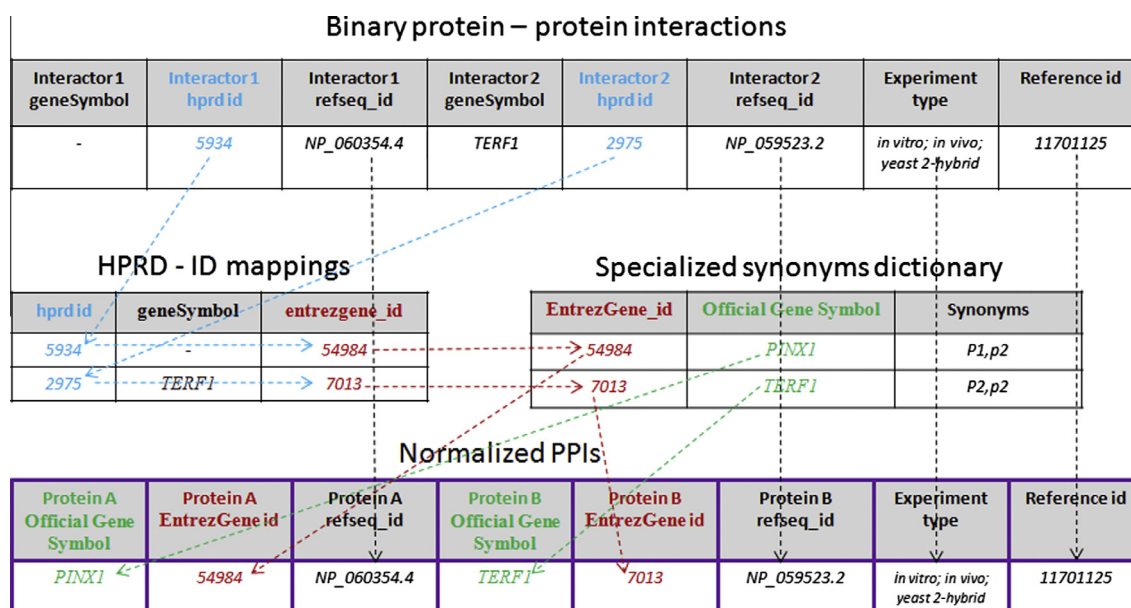 Binary protein – protein interactions
Interactor 1 geneSymbol Interactor 1 hprd id Interactor 1 refseq_id Interactor 2 geneSymbol Interactor 2 hprd id Interactor 2 refseq_id Experiment type Reference id
- 5934 NP_060354.4 TERF1 2975 NP_059523.2 in vitro; in vivo; yeast 2-hybrid 11701125
HPRD - ID mappings
hprd id geneSymbol entrezgene_id
5934 - 54984
2975 TERF1 7013
Specialized synonyms dictionary
EntrezGene_id Official Gene Symbol Synonyms
54984 PINX1 P1,p2
7013 TERF1 P2,p2
Normalized PPIs
Protein A Official Gene Symbol Protein A EntrezGene id Protein A refseq_id Protein B Official Gene Symbol Protein B EntrezGene id Protein B refseq_id Experiment type Reference id
PINX1 54984 NP_060354.4 TERF1 7013 NP_059523.2 in vitro; in vivo; yeast 2-hybrid 11701125